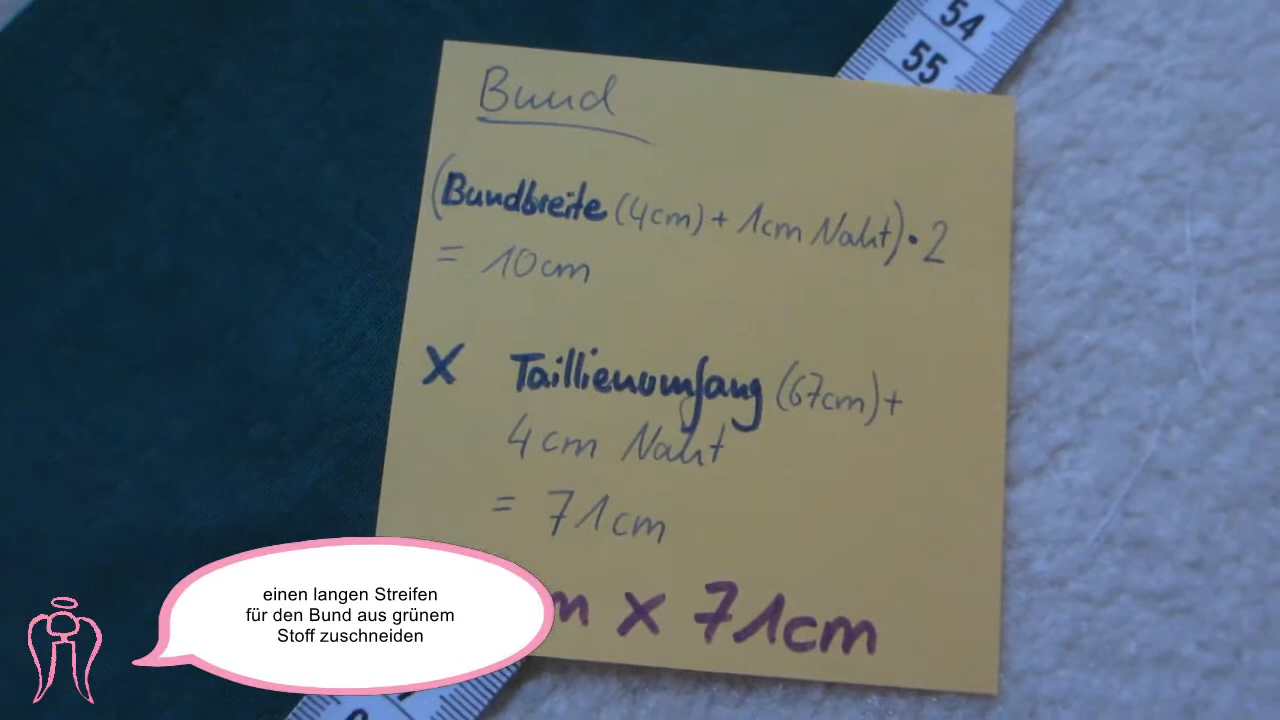 54
55
Bund
(Bundbreite (4cm) + 1cm Naht) • 2
= 10cm
X Taillienumfang (67cm) +
4cm Naht
= 71cm
m x 71cm
einen langen Streifen
für den Bund aus grünem
Stoff zuschneiden